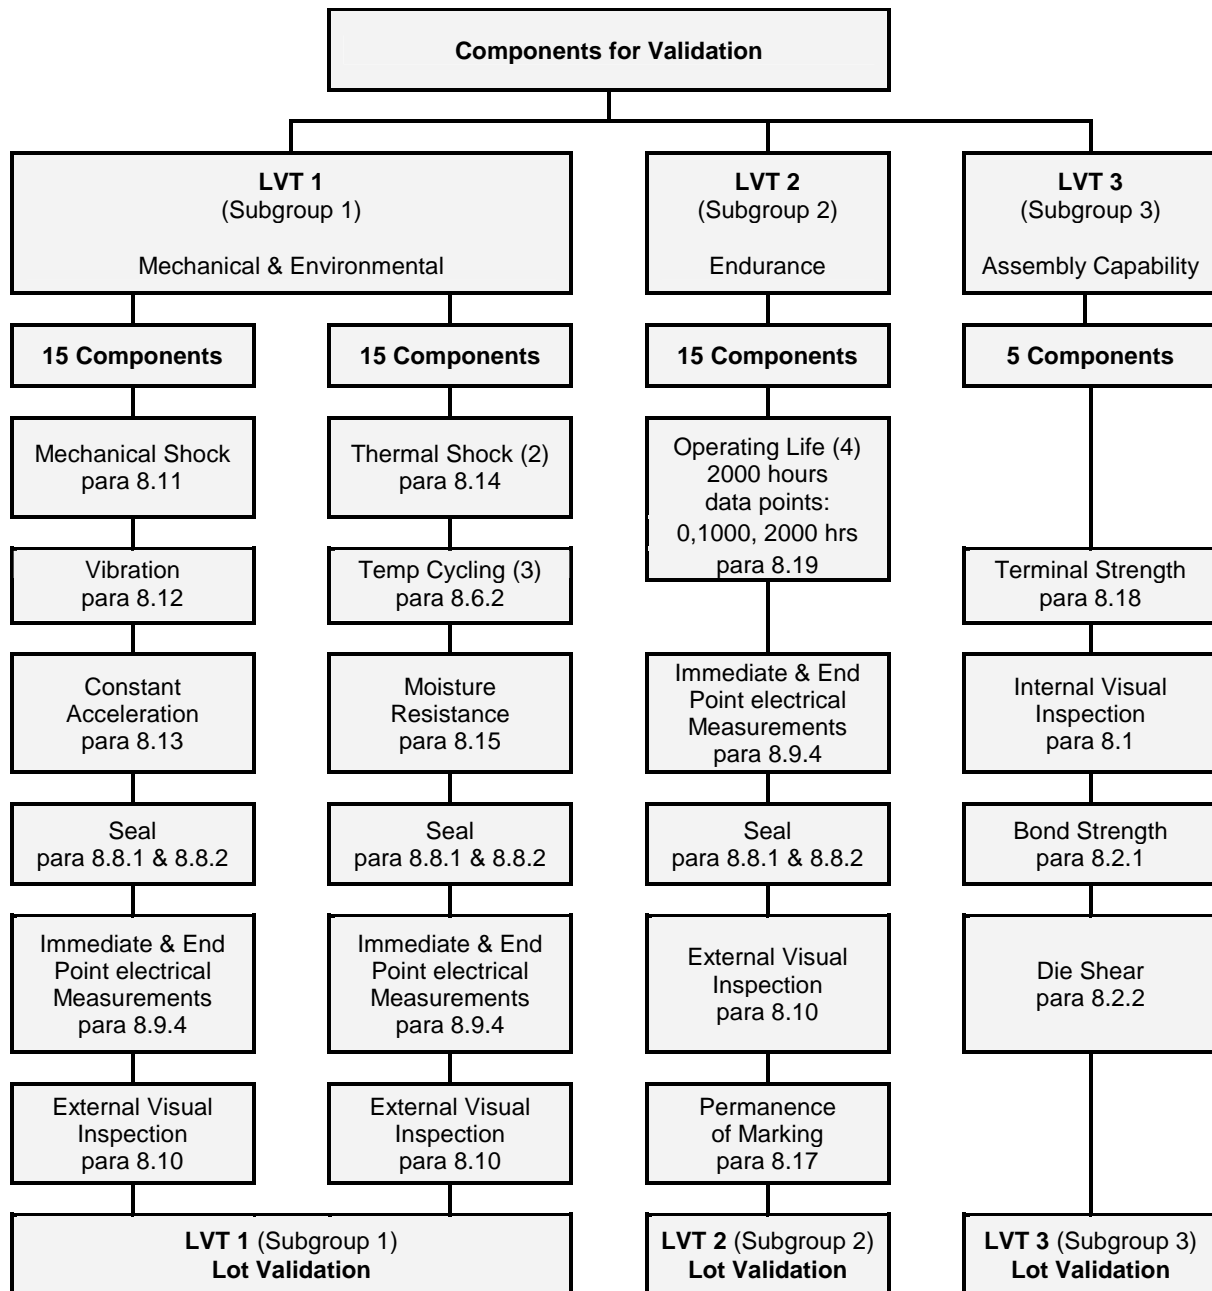 Components for Validation
LVT 1
(Subgroup 1)
Mechanical & Environmental
LVT 2
(Subgroup 2)
Endurance
LVT 3
(Subgroup 3)
Assembly Capability
15 Components
15 Components
15 Components
5 Components
Mechanical Shock
para 8.11
Thermal Shock (2)
para 8.14
Operating Life (4)
2000 hours
data points:
0,1000, 2000 hrs
para 8.19
Vibration
para 8.12
Temp Cycling (3)
para 8.6.2
Terminal Strength
para 8.18
Constant
Acceleration
para 8.13
Moisture
Resistance
para 8.15
Immediate & End
Point electrical
Measurements
para 8.9.4
Internal Visual
Inspection
para 8.1
Seal
para 8.8.1 & 8.8.2
Seal
para 8.8.1 & 8.8.2
Seal
para 8.8.1 & 8.8.2
Bond Strength
para 8.2.1
Immediate & End
Point electrical
Measurements
para 8.9.4
Immediate & End
Point electrical
Measurements
para 8.9.4
External Visual
Inspection
para 8.10
Die Shear
para 8.2.2
External Visual
Inspection
para 8.10
External Visual
Inspection
para 8.10
Permanence
of Marking
para 8.17
LVT 1 (Subgroup 1)
Lot Validation
LVT 2 (Subgroup 2)
Lot Validation
LVT 3 (Subgroup 3)
Lot Validation